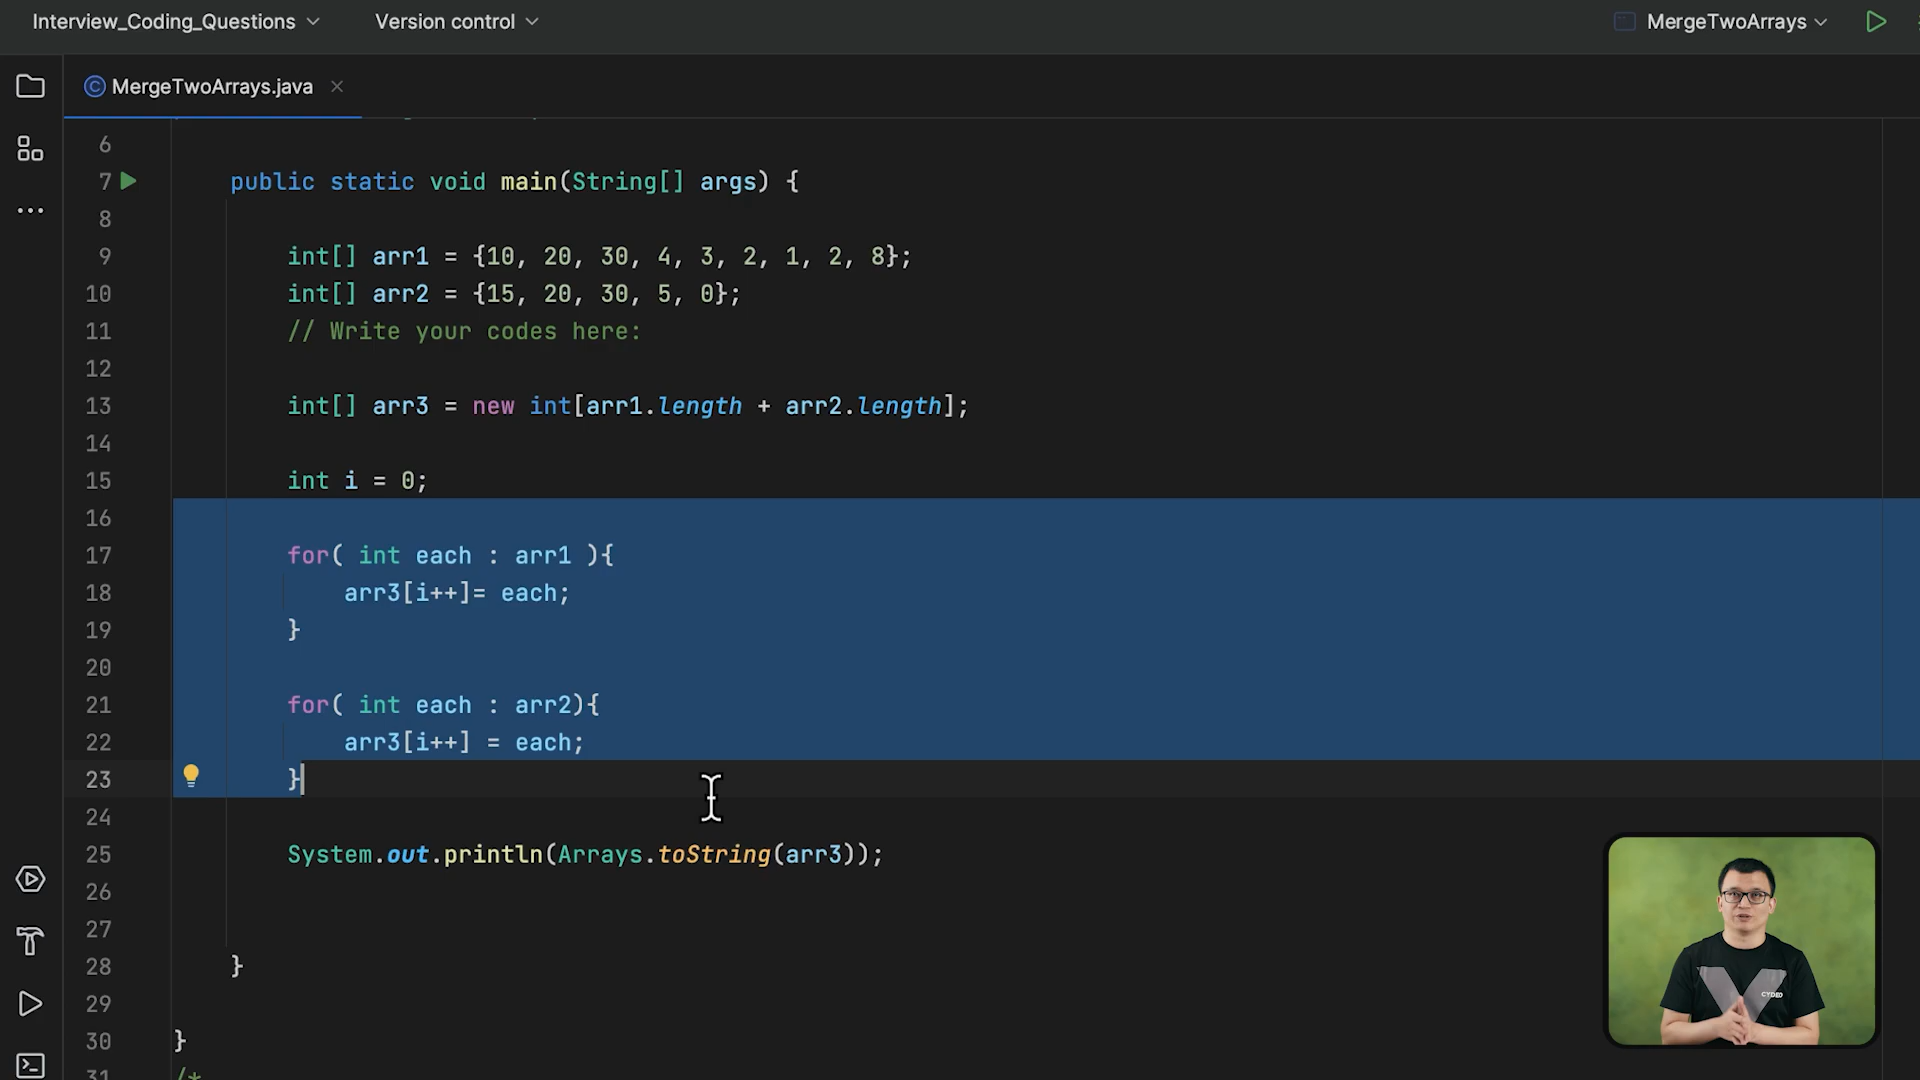 Interview_Coding_Questions Version control MergeTwoArrays
MergeTwoArrays.java
6
7 public static void main(String[] args) {
8
9 int[] arr1 = {10, 20, 30, 4, 3, 2, 1, 2, 8};
10 int[] arr2 = {15, 20, 30, 5, 0};
11 // Write your codes here:
12
13 int[] arr3 = new int[arr1.length + arr2.length];
14
15 int i = 0;
16
17 for( int each : arr1 ){
18 arr3[i++]= each;
19 }
20
21 for( int each : arr2){
22 arr3[i++] = each;
23 }
24
25 System.out.println(Arrays.toString(arr3));
26
27
28 }
29
30 }
31 /*
CYDEO